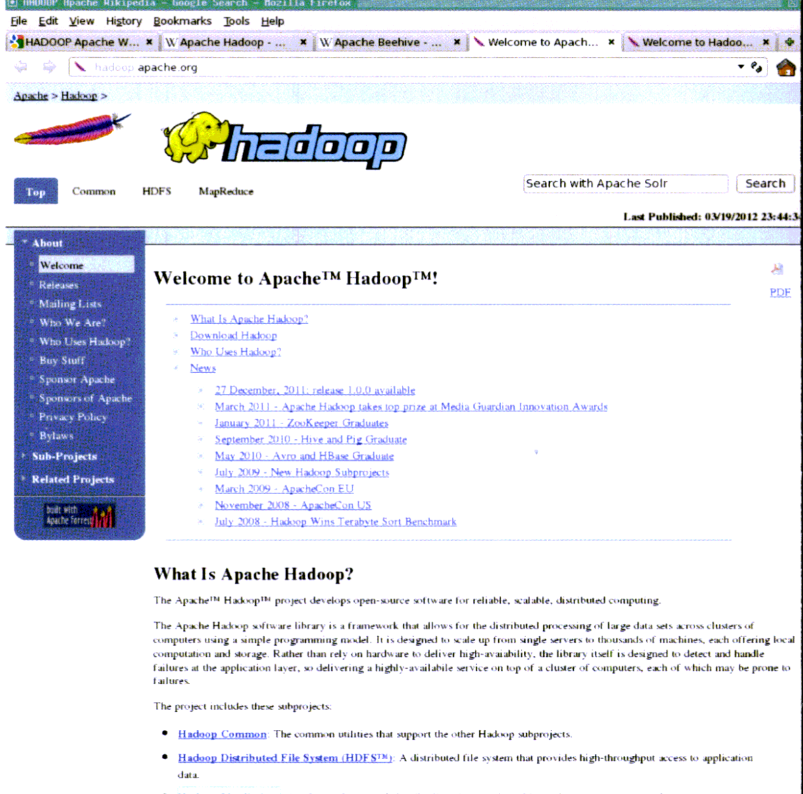 HADOOP Apache Wikipedia - Google Search - Mozilla Firefox
File Edit View History Bookmarks Tools Help
HADOOP Apache W... × W Apache Hadoop - ... × W Apache Beehive - ... × Welcome to Apach... × Welcome to Hadoo... ×
hadoop.apache.org
Apache > Hadoop >
hadoop
Top Common HDFS MapReduce
Search with Apache Solr Search
Last Published: 03/19/2012 23:44:3
About
Welcome
Releases
Mailing Lists
Who We Are?
Who Uses Hadoop?
Buy Stuff
Sponsor Apache
Sponsors of Apache
Privacy Policy
Bylaws
Sub-Projects
Related Projects
built with
Apache Forrest
Welcome to Apache™ Hadoop™!
PDF
What Is Apache Hadoop?
Download Hadoop
Who Uses Hadoop?
News
27 December, 2011: release 1.0.0 available
March 2011 - Apache Hadoop takes top prize at Media Guardian Innovation Awards
January 2011 - ZooKeeper Graduates
September 2010 - Hive and Pig Graduate
May 2010 - Avro and HBase Graduate
July 2009 - New Hadoop Subprojects
March 2009 - ApacheCon EU
November 2008 - ApacheCon US
July 2008 - Hadoop Wins Terabyte Sort Benchmark
What Is Apache Hadoop?
The Apache™ Hadoop™ project develops open-source software for reliable, scalable, distributed computing.
The Apache Hadoop software library is a framework that allows for the distributed processing of large data sets across clusters of
computers using a simple programming model. It is designed to scale up from single servers to thousands of machines, each offering local
computation and storage. Rather than rely on hardware to deliver high-avaiability, the library itself is designed to detect and handle
failures at the application layer, so delivering a highly-availabile service on top of a cluster of computers, each of which may be prone to
failures.
The project includes these subprojects:
Hadoop Common: The common utilities that support the other Hadoop subprojects.
Hadoop Distributed File System (HDFS™): A distributed file system that provides high-throughput access to application
data.